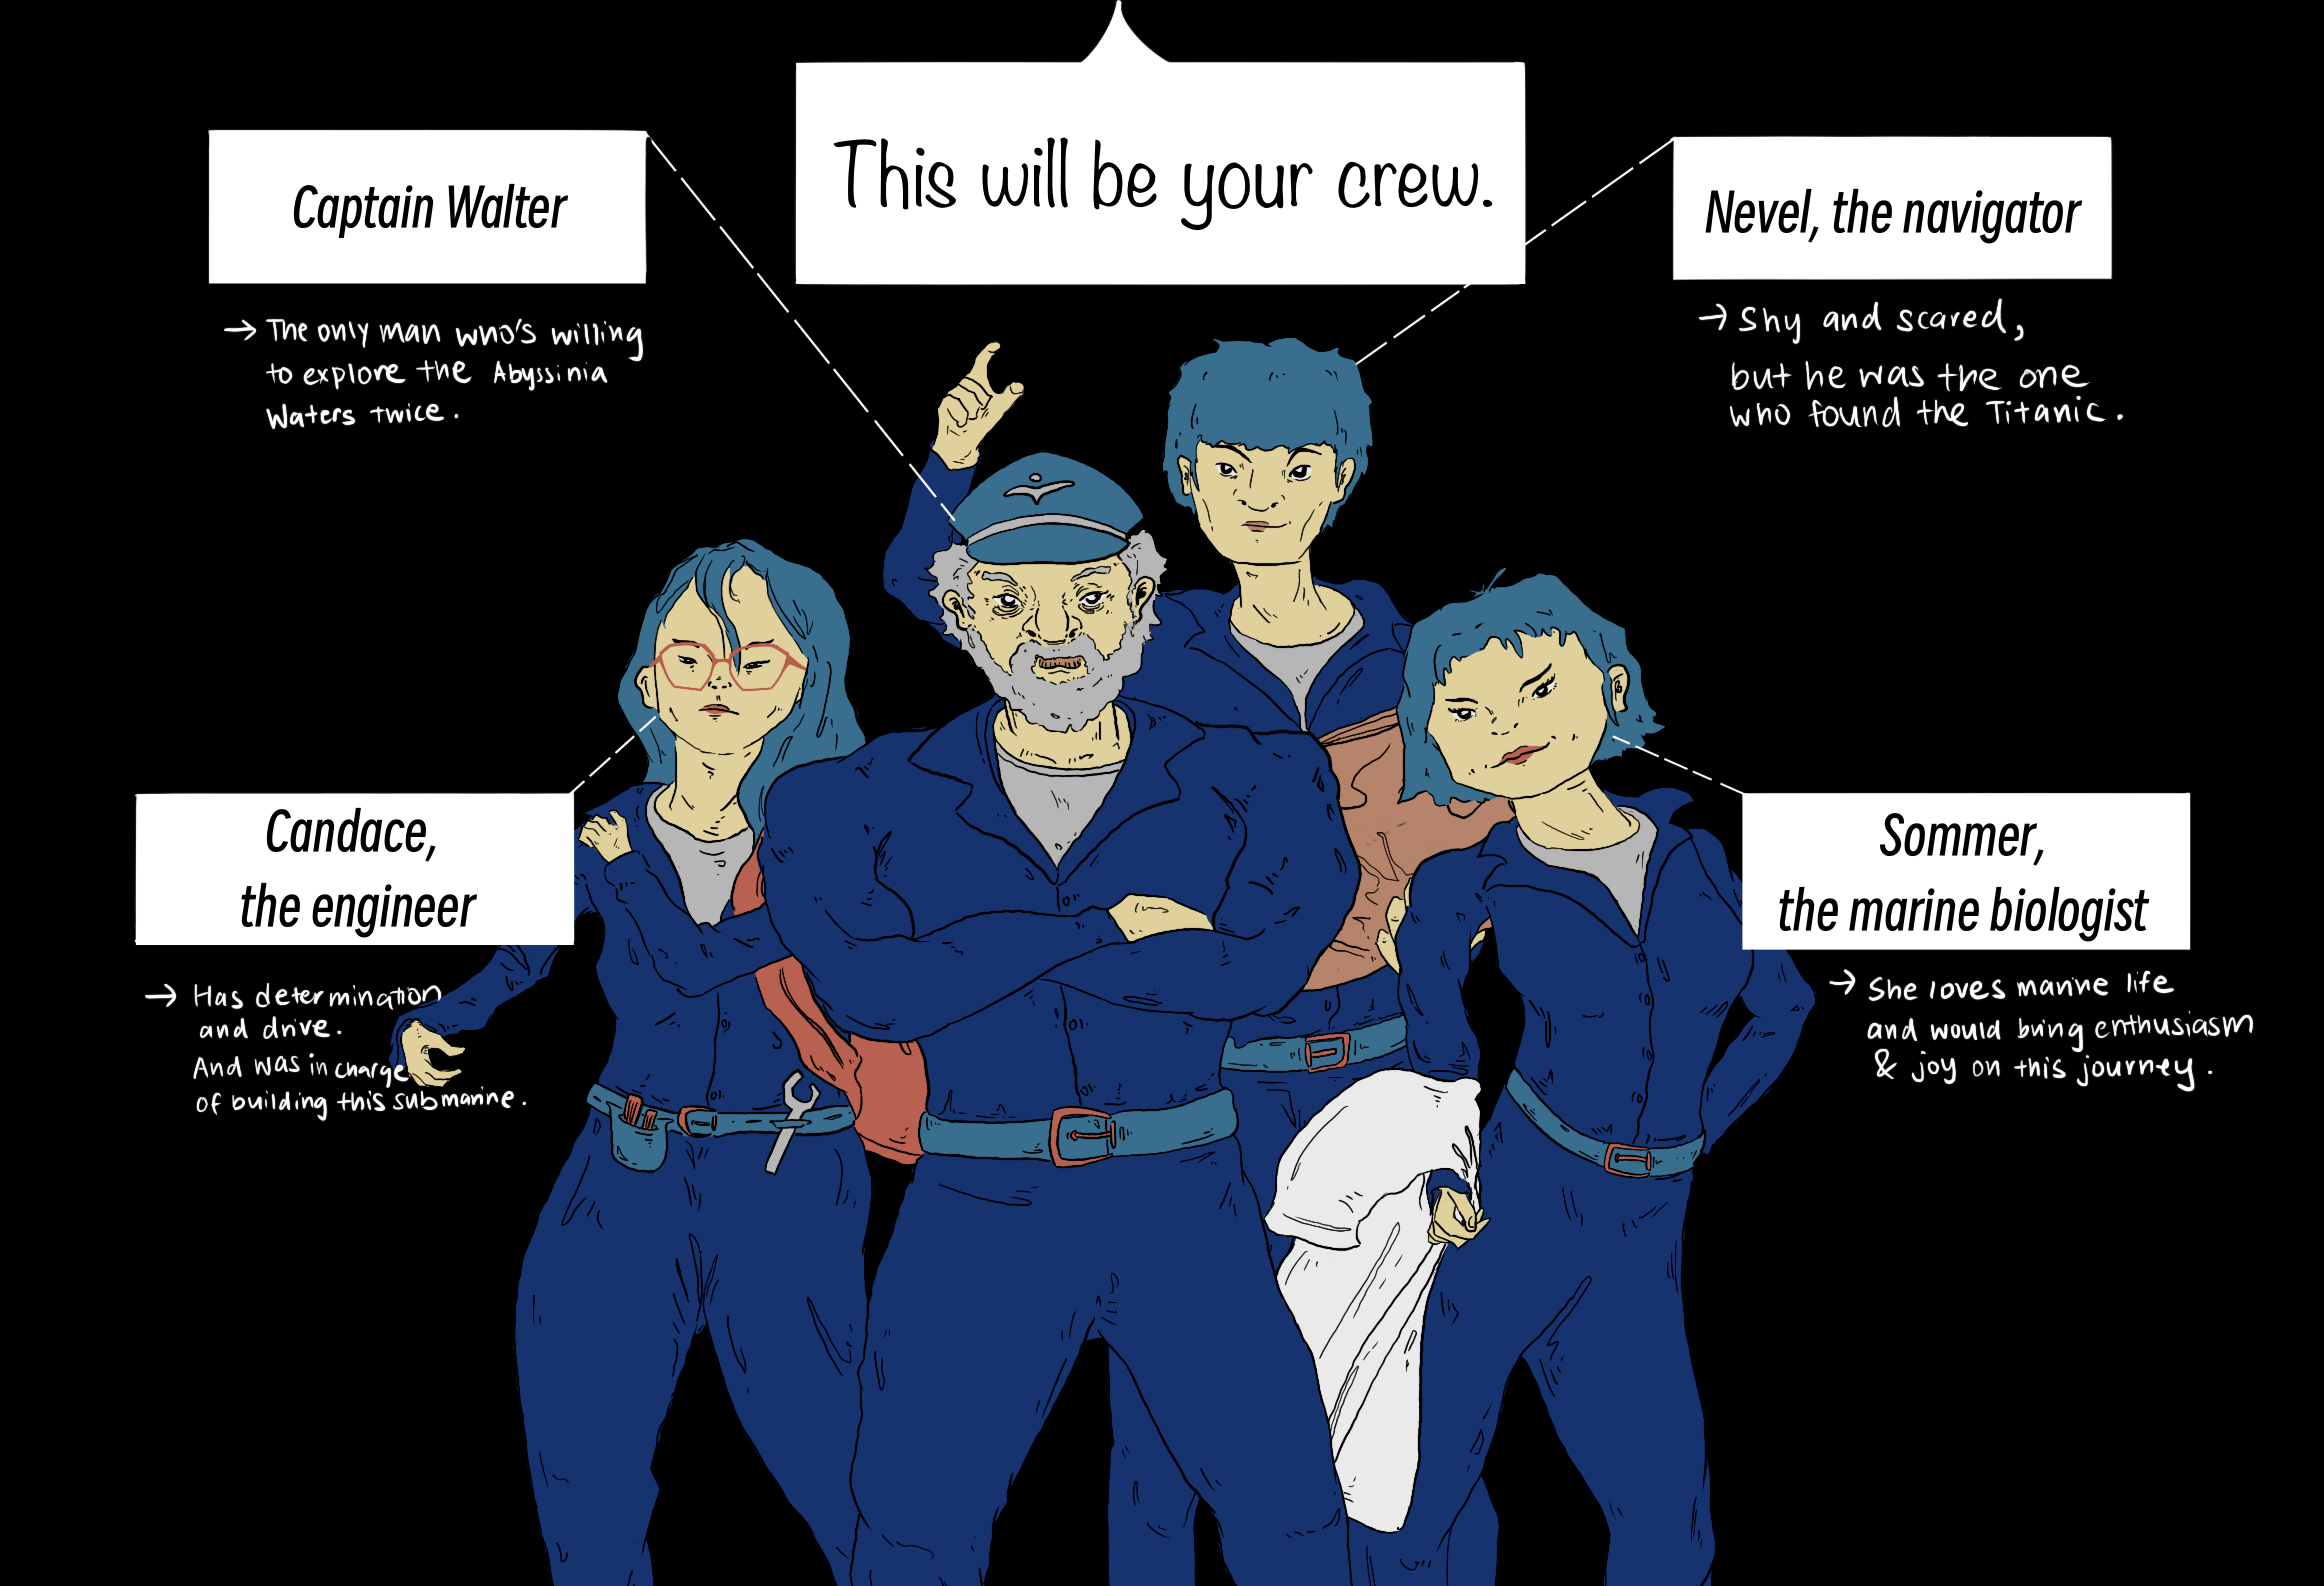 This will be your crew.
Captain Walter
→ The only man who's willing
to explore the Abyssinia
Waters twice.
Nevel, the navigator
→ Shy and scared,
but he was the one
who found the Titanic.
Candace,
the engineer
→ Has determination
and drive.
And was in charge
of building this submarine.
Sommer,
the marine biologist
→ She loves marine life
and would bring enthusiasm
& joy on this journey.